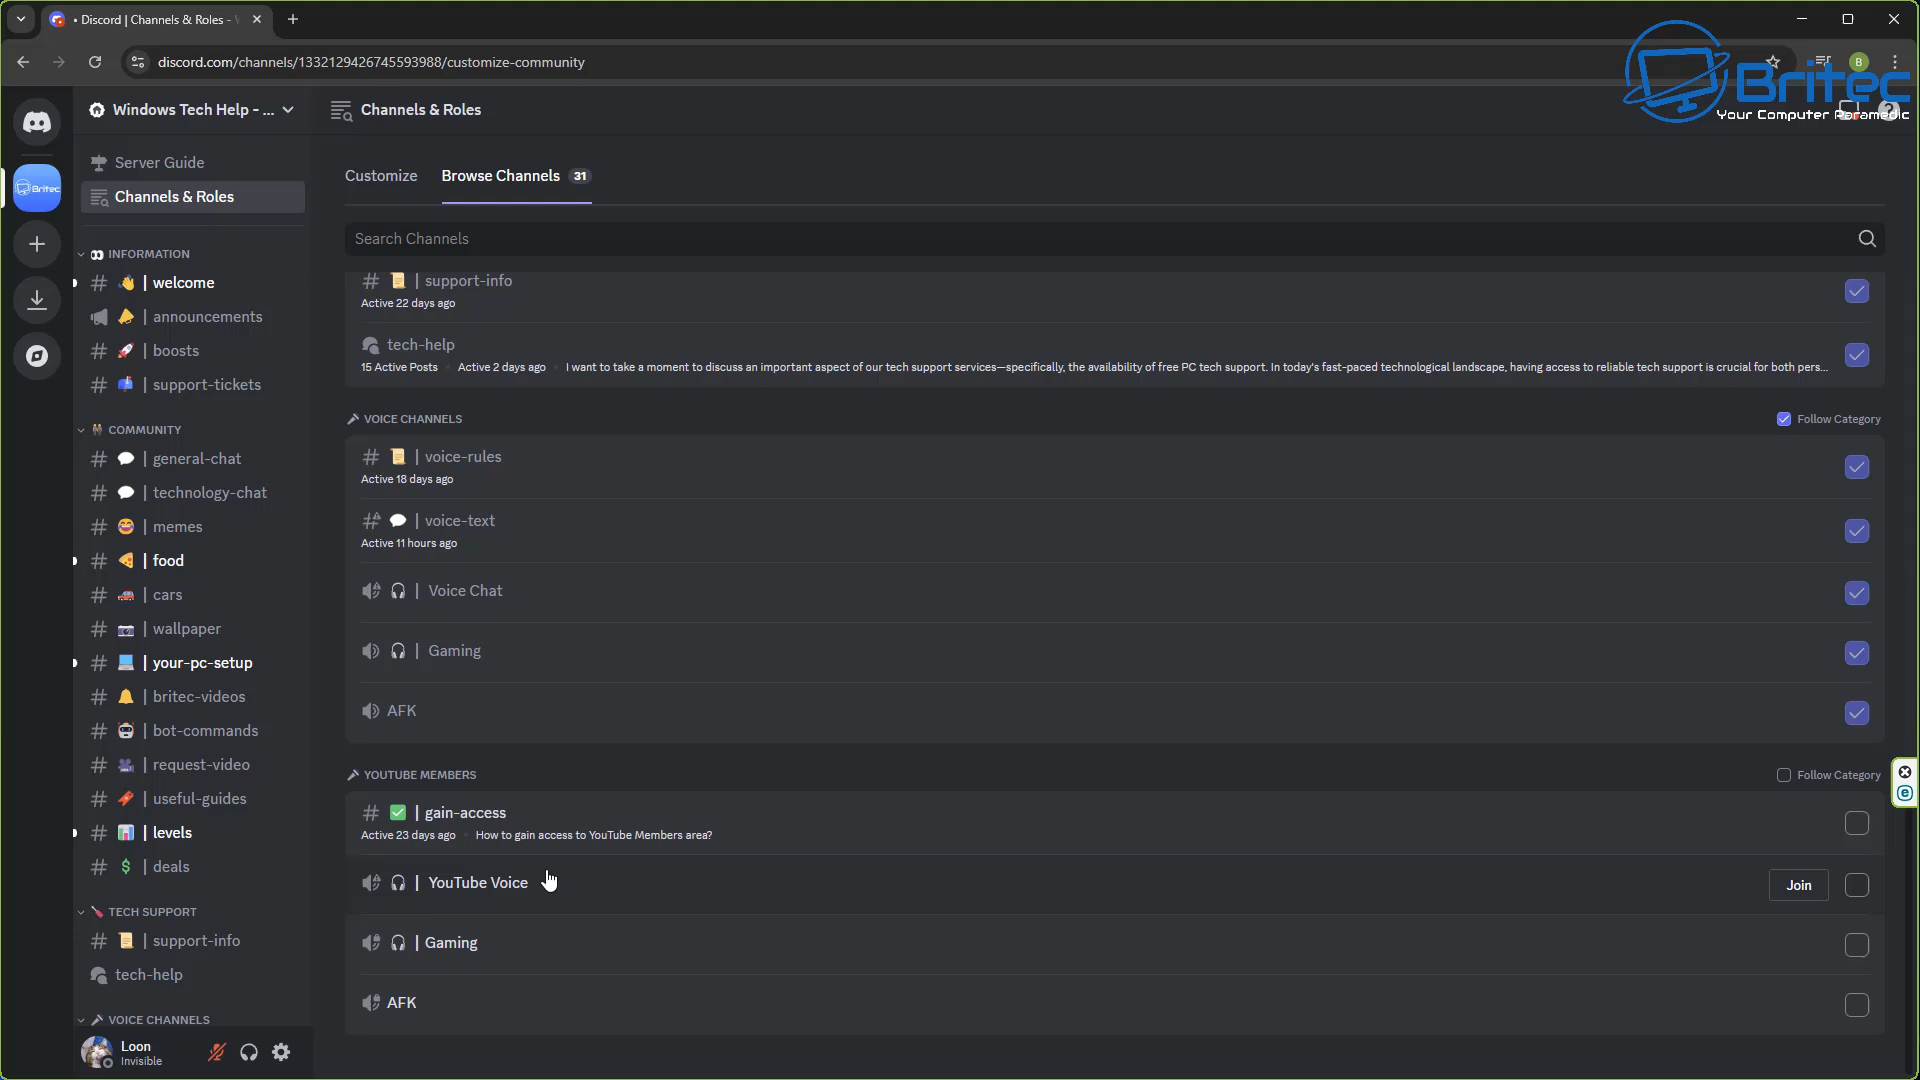 • Discord | Channels & Roles -
discord.com/channels/1332129426745593988/customize-community
B
Britec
Your Computer Paramedic
Windows Tech Help - ...
Channels & Roles
Server Guide
Channels & Roles
Britec
INFORMATION
| welcome
| announcements
| boosts
| support-tickets
COMMUNITY
| general-chat
| technology-chat
| memes
| food
| cars
| wallpaper
| your-pc-setup
| britec-videos
| bot-commands
| request-video
| useful-guides
| levels
| deals
TECH SUPPORT
| support-info
tech-help
VOICE CHANNELS
Loon
Invisible
Customize
Browse Channels 31
Search Channels
| support-info
Active 22 days ago
tech-help
15 Active Posts Active 2 days ago I want to take a moment to discuss an important aspect of our tech support services—specifically, the availability of free PC tech support. In today's fast-paced technological landscape, having access to reliable tech support is crucial for both pers...
VOICE CHANNELS
Follow Category
| voice-rules
Active 18 days ago
| voice-text
Active 11 hours ago
| Voice Chat
| Gaming
AFK
YOUTUBE MEMBERS
Follow Category
| gain-access
Active 23 days ago How to gain access to YouTube Members area?
| YouTube Voice
Join
| Gaming
AFK